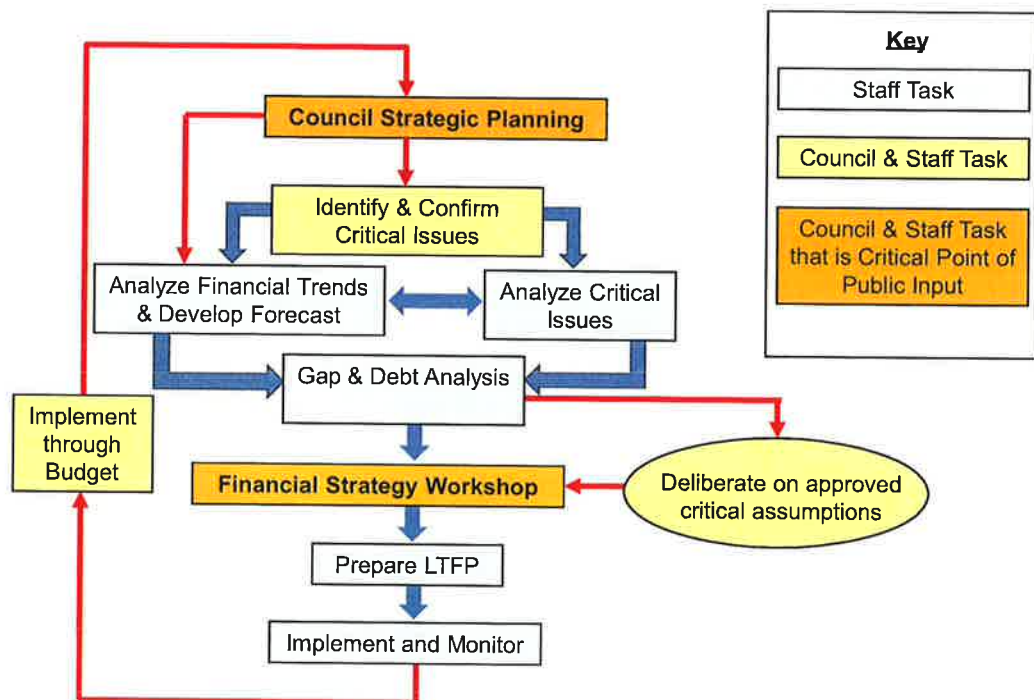 Council Strategic Planning
Identify & Confirm
Critical Issues
Analyze Financial Trends
& Develop Forecast
Analyze Critical
Issues
Gap & Debt Analysis
Implement
through
Budget
Financial Strategy Workshop
Deliberate on approved
critical assumptions
Prepare LTFP
Implement and Monitor
Key
Staff Task
Council & Staff Task
Council & Staff Task
that is Critical Point of
Public Input